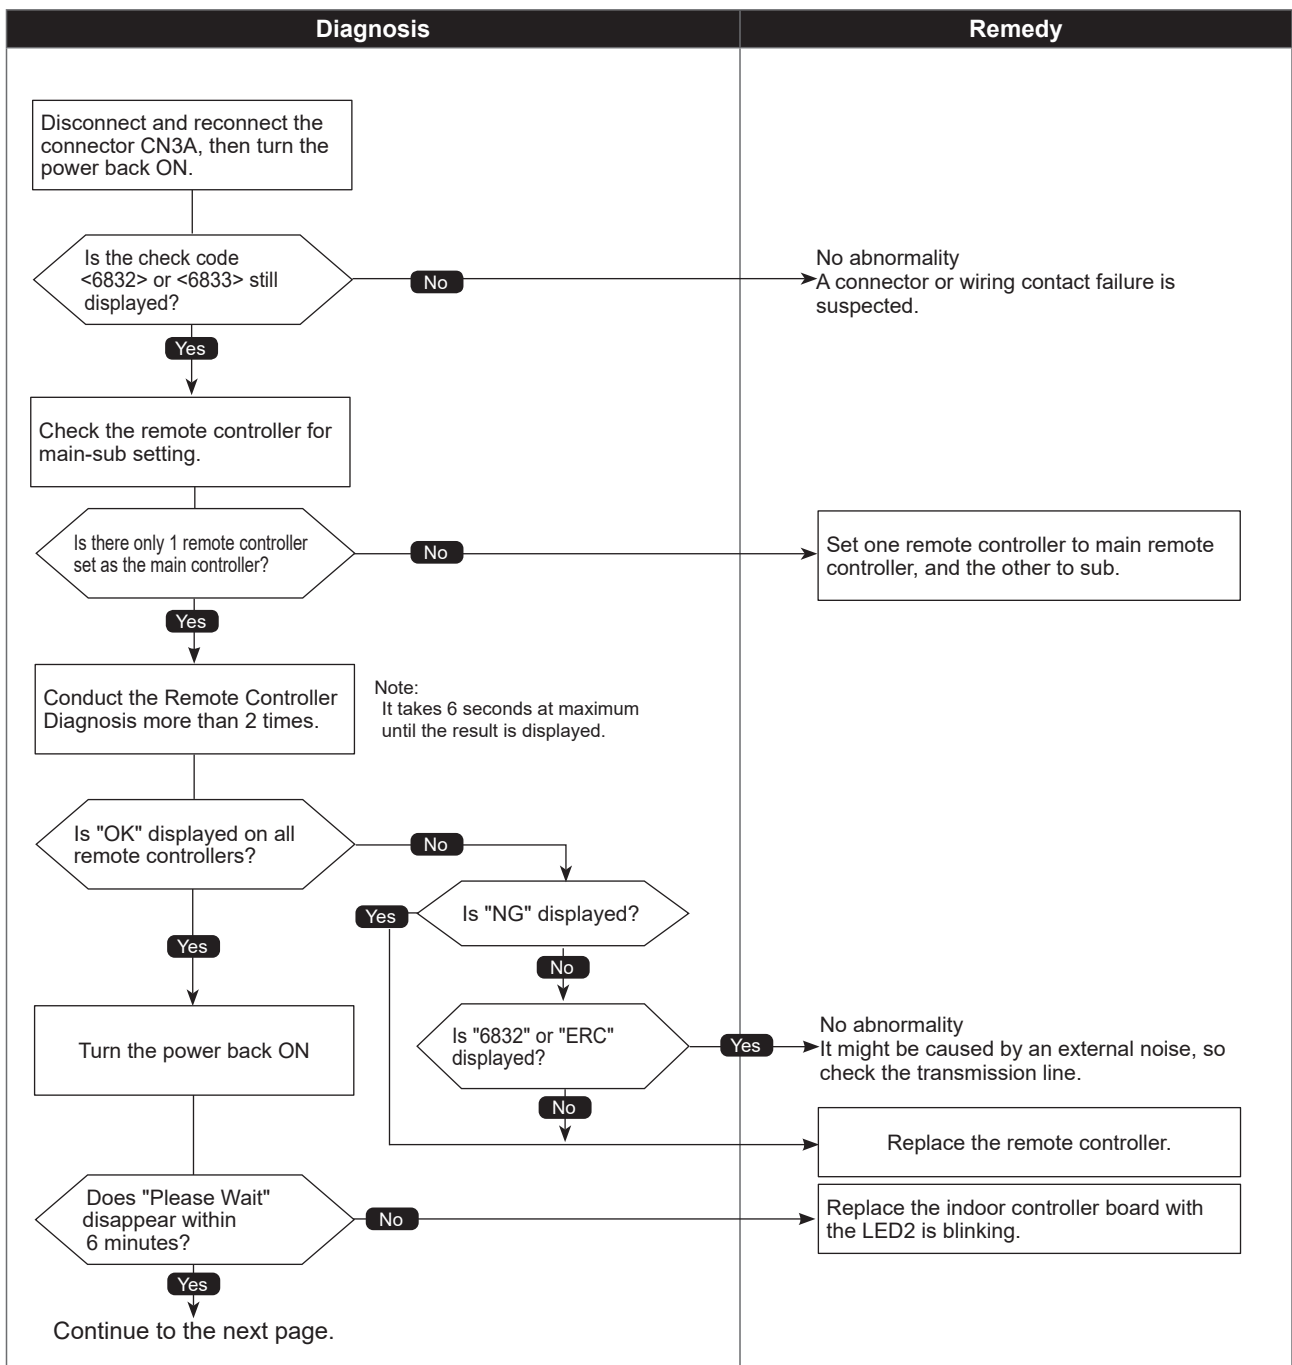 Diagnosis
Remedy
Disconnect and reconnect the
connector CN3A, then turn the
power back ON.
Is the check code
<6832> or <6833> still
displayed?
No
No abnormality
A connector or wiring contact failure is
suspected.
Yes
Check the remote controller for
main-sub setting.
Is there only 1 remote controller
set as the main controller?
No
Set one remote controller to main remote
controller, and the other to sub.
Yes
Conduct the Remote Controller
Diagnosis more than 2 times.
Note:
It takes 6 seconds at maximum
until the result is displayed.
Is "OK" displayed on all
remote controllers?
No
Is "NG" displayed?
Yes
Yes
No
Turn the power back ON
Is "6832" or "ERC"
displayed?
Yes
No abnormality
It might be caused by an external noise, so
check the transmission line.
No
Replace the remote controller.
Does "Please Wait"
disappear within
6 minutes?
No
Replace the indoor controller board with
the LED2 is blinking.
Yes
Continue to the next page.